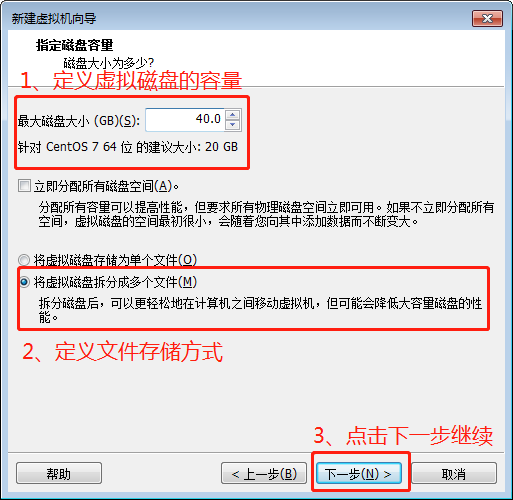 新建虚拟机向导
指定磁盘容量
磁盘大小为多少?
1、定义虚拟磁盘的容量
最大磁盘大小 (GB)(S): 40.0
针对 CentOS 7 64 位 的建议大小: 20 GB
立即分配所有磁盘空间(A)。
分配所有容量可以提高性能，但要求所有物理磁盘空间立即可用。如果不立即分配所有
空间，虚拟磁盘的空间最初很小，会随着您向其中添加数据而不断变大。
将虚拟磁盘存储为单个文件(O)
将虚拟磁盘拆分成多个文件(M)
拆分磁盘后，可以更轻松地在计算机之间移动虚拟机，但可能会降低大容量磁盘的性
能。
2、定义文件存储方式
3、点击下一步继续
帮助 < 上一步(B) 下一步(N) > 取消